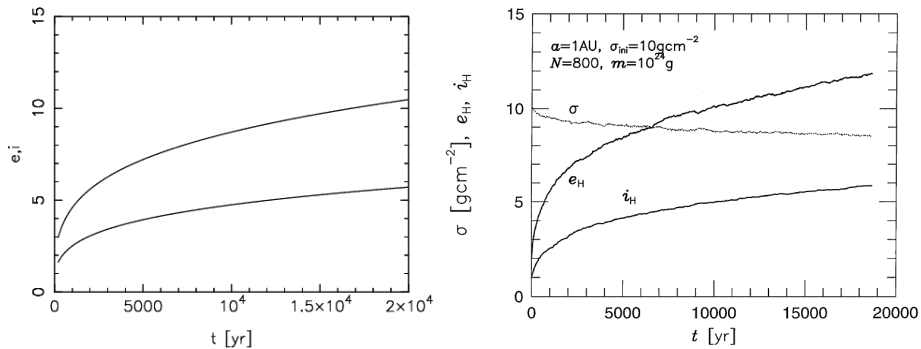 15
10
5
0
e,i
0
5000
10⁴
1.5×10⁴
2×10⁴
t [yr]
15
10
5
0
σ [gcm⁻²], e_H, i_H
a=1AU, σ_ini=10gcm⁻²
N=800, m=10²⁴g
σ
e_H
i_H
0
5000
10000
15000
20000
t [yr]